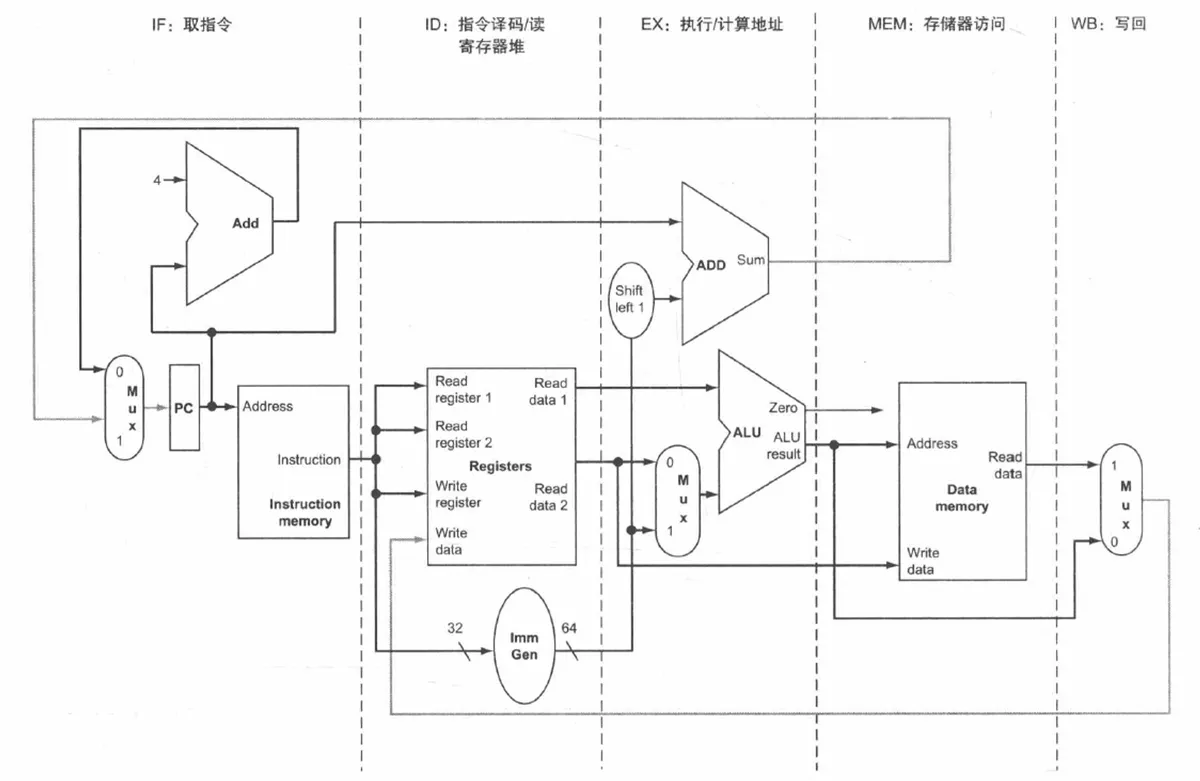 IF：取指令
ID：指令译码/读
寄存器堆
EX：执行/计算地址
MEM：存储器访问
WB：写回
4
Add
ADD
Sum
Shift
left 1
0
M
u
x
1
PC
Address
Instruction
Instruction
memory
Read
register 1
Read
register 2
Write
register
Write
data
Registers
Read
data 1
Read
data 2
0
M
u
x
1
Zero
ALU
ALU
result
Address
Read
data
Data
memory
Write
data
1
M
u
x
0
32
Imm
Gen
64